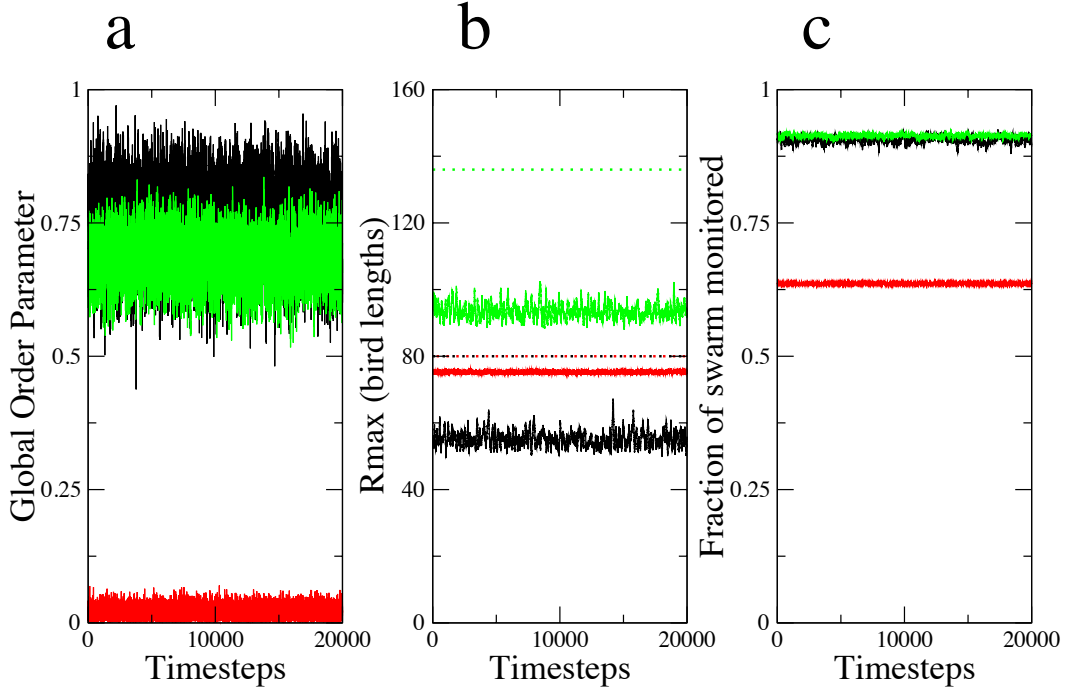 a
b
c
Global Order Parameter
1
0.75
0.5
0.25
0
0
10000
20000
Timesteps
Rmax (bird lengths)
160
120
80
40
0
0
10000
20000
Timesteps
Fraction of swarm monitored
1
0.75
0.5
0.25
0
0
10000
20000
Timesteps